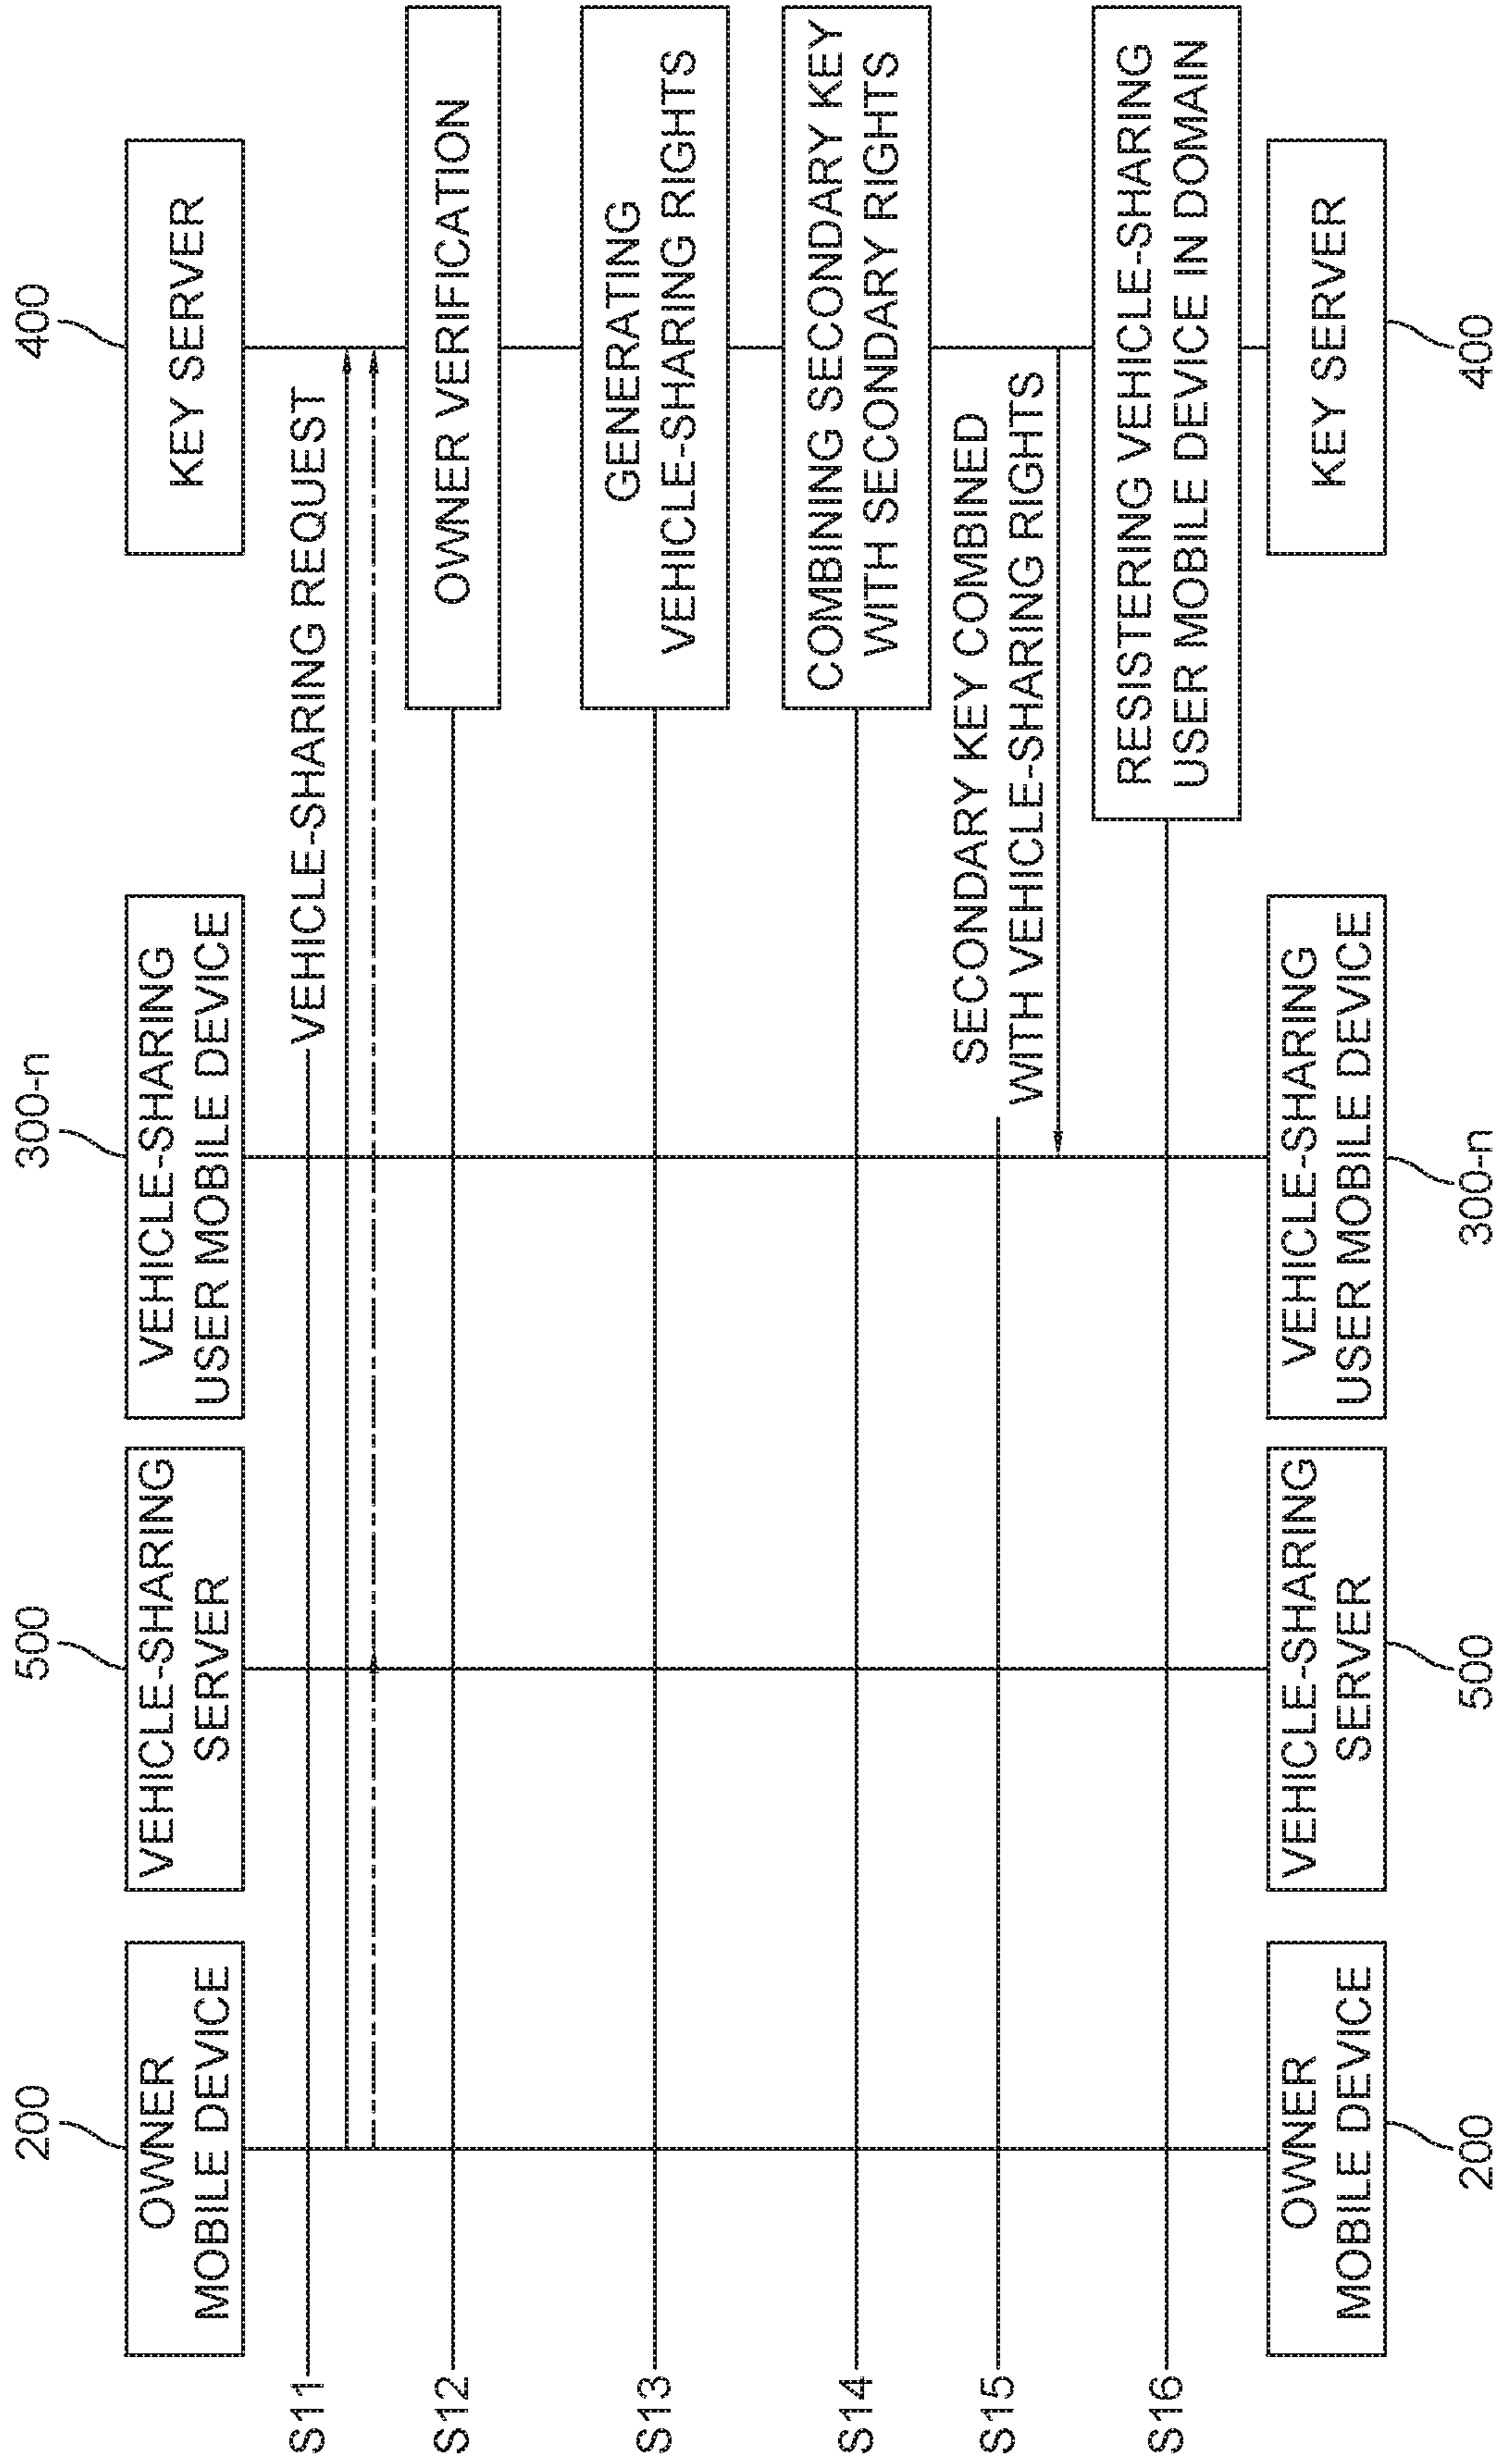 200
500
300-n
400
OWNER
MOBILE DEVICE
VEHICLE-SHARING
SERVER
VEHICLE-SHARING
USER MOBILE DEVICE
KEY SERVER
S11
VEHICLE-SHARING REQUEST
S12
OWNER VERIFICATION
S13
GENERATING
VEHICLE-SHARING RIGHTS
S14
COMBINING SECONDARY KEY
WITH SECONDARY RIGHTS
S15
SECONDARY KEY COMBINED
WITH VEHICLE-SHARING RIGHTS
S16
RESISTERING VEHICLE-SHARING
USER MOBILE DEVICE IN DOMAIN
OWNER
MOBILE DEVICE
VEHICLE-SHARING
SERVER
VEHICLE-SHARING
USER MOBILE DEVICE
KEY SERVER
200
500
300-n
400